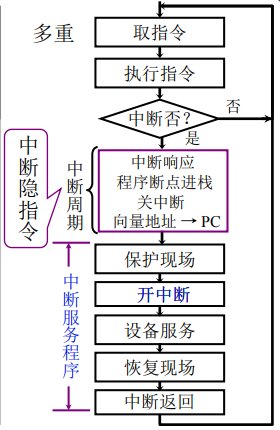 多重
取指令
执行指令
中断否？
否
是
中断隐指令
中断周期
中断响应
程序断点进栈
关中断
向量地址 → PC
中断服务程序
保护现场
开中断
设备服务
恢复现场
中断返回